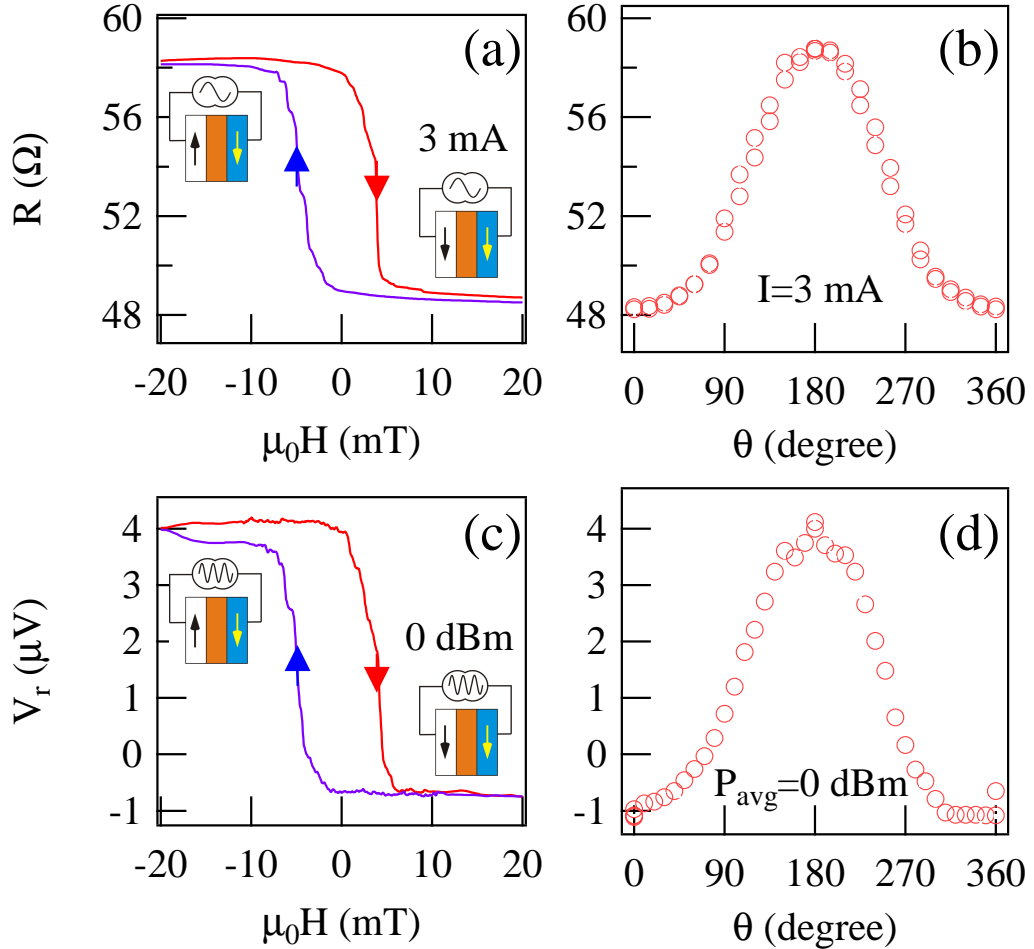 (a)
R (Ω)
60
56
52
48
3 mA
-20 -10 0 10 20
μ₀H (mT)
(b)
60
56
52
48
I=3 mA
0 90 180 270 360
θ (degree)
(c)
V_r (μV)
4
3
2
1
0
-1
0 dBm
-20 -10 0 10 20
μ₀H (mT)
(d)
4
3
2
1
0
-1
P_avg=0 dBm
0 90 180 270 360
θ (degree)